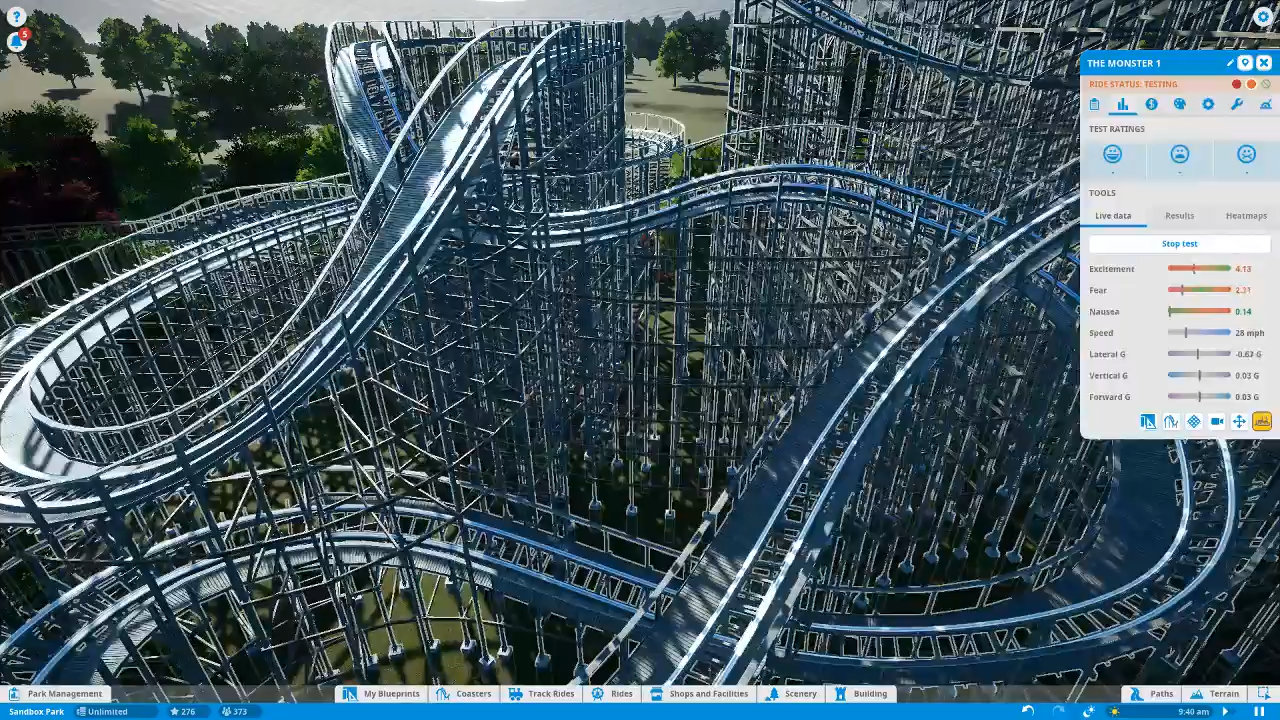 ?
5
THE MONSTER 1
RIDE STATUS: TESTING
TEST RATINGS
- - -
TOOLS
Live data Results Heatmaps
Stop test
Excitement 4.13
Fear 2.21
Nausea 0.14
Speed 28 mph
Lateral G -0.62 G
Vertical G 0.03 G
Forward G 0.03 G
Park Management My Blueprints Coasters Track Rides Rides Shops and Facilities Scenery Building Paths Terrain
Sandbox Park Unlimited 276 373 9:40 am